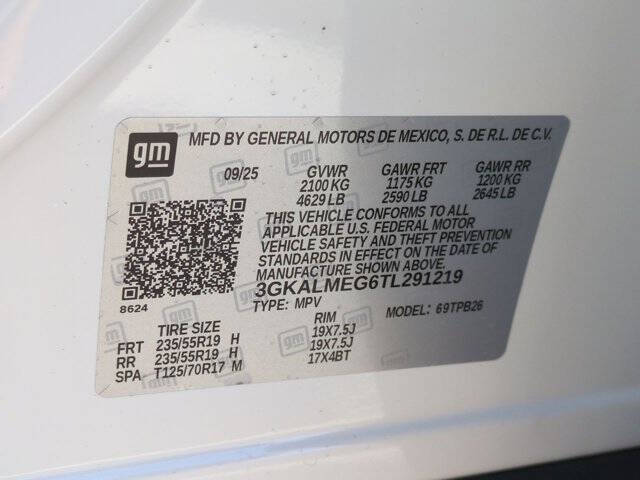 gm
MFD BY GENERAL MOTORS DE MEXICO, S. DE R.L. DE C.V.
09/25 GVWR GAWR FRT GAWR RR
2100 KG 1175 KG 1200 KG
4629 LB 2590 LB 2645 LB
THIS VEHICLE CONFORMS TO ALL
APPLICABLE U.S. FEDERAL MOTOR
VEHICLE SAFETY AND THEFT PREVENTION
STANDARDS IN EFFECT ON THE DATE OF
MANUFACTURE SHOWN ABOVE.
3GKALMEG6TL291219
8624
TYPE: MPV MODEL: 69TPB26
TIRE SIZE RIM
FRT 235/55R19 H 19X7.5J
RR 235/55R19 H 19X7.5J
SPA T125/70R17 M 17X4BT